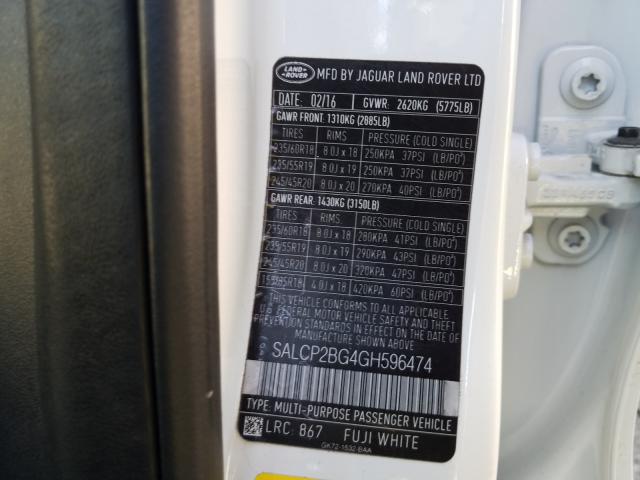 LAND ROVER
MFD BY JAGUAR LAND ROVER LTD
DATE: 02/16 GVWR: 2620KG (5775LB)
GAWR FRONT: 1310KG (2885LB)
TIRES RIMS PRESSURE (COLD SINGLE)
235/60R18 8.0J x 18 250KPA 37PSI (LB/PO²)
235/55R19 8.0J x 19 250KPA 37PSI (LB/PO²)
245/45R20 8.0J x 20 270KPA 40PSI (LB/PO²)
GAWR REAR: 1430KG (3150LB)
TIRES RIMS PRESSURE (COLD SINGLE)
235/60R18 8.0J x 18 280KPA 41PSI (LB/PO²)
235/55R19 8.0J x 19 290KPA 43PSI (LB/PO²)
245/45R20 8.0J x 20 320KPA 47PSI (LB/PO²)
4.0J x 18 420KPA 60PSI (LB/PO²)
THIS VEHICLE CONFORMS TO ALL APPLICABLE
U.S. FEDERAL MOTOR VEHICLE SAFETY AND THEFT
STANDARDS IN EFFECT ON THE DATE OF
MANUFACTURE SHOWN ABOVE
SALCP2BG4GH596474
TYPE: MULTI-PURPOSE PASSENGER VEHICLE
LRC: 867 FUJI WHITE
GK72-1532-BAA